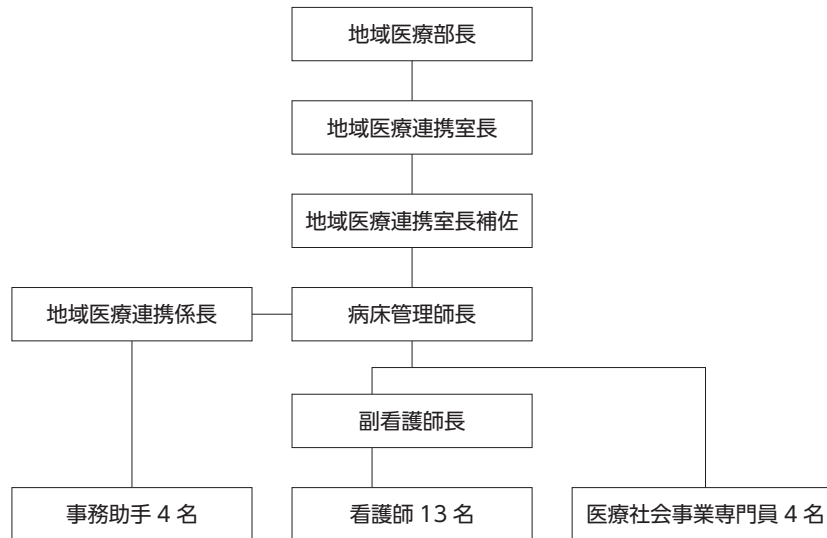 地域医療部長
地域医療連携室長
地域医療連携室長補佐
地域医療連携係長
病床管理師長
副看護師長
事務助手 4 名
看護師 13 名
医療社会事業専門員 4 名